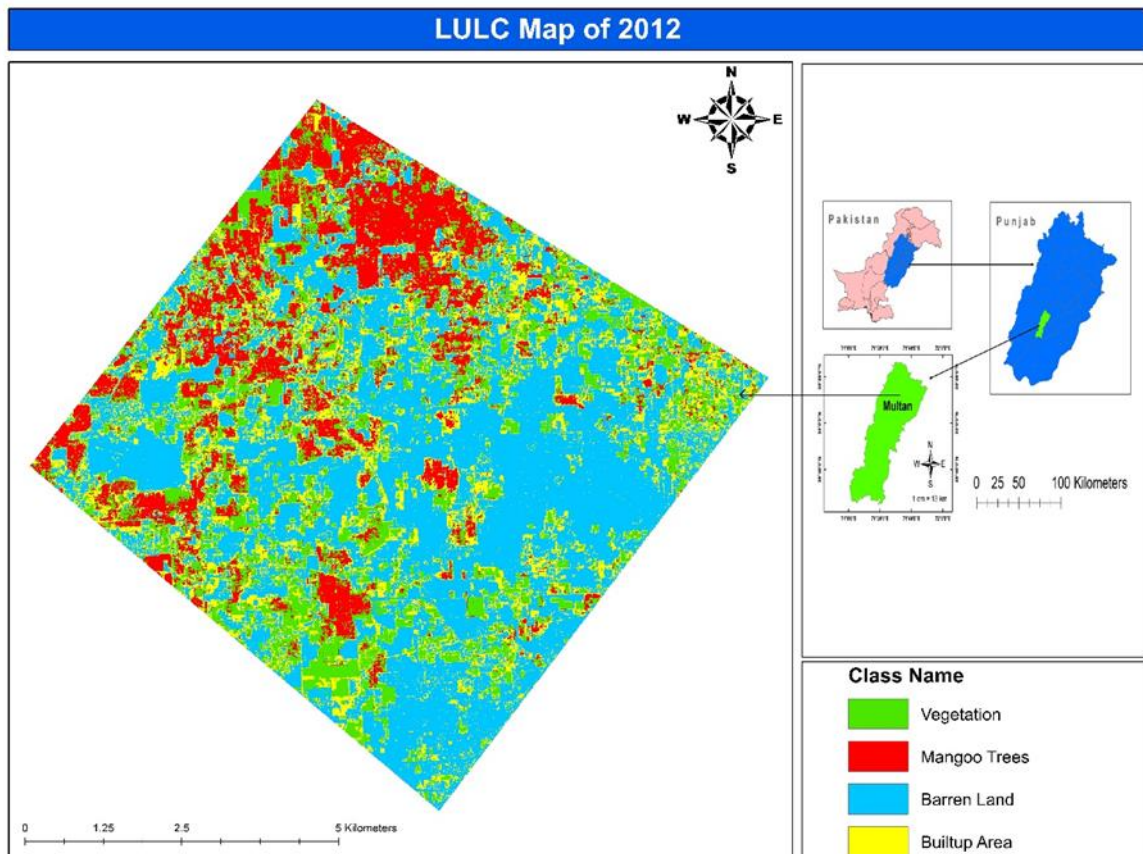 LULC Map of 2012
N
W E
S
Pakistan
Punjab
Multan
N
W E
S
0 25 50 100 Kilometers
0 1.25 2.5 5 Kilometers
Class Name
Vegetation
Mangoo Trees
Barren Land
Builtup Area